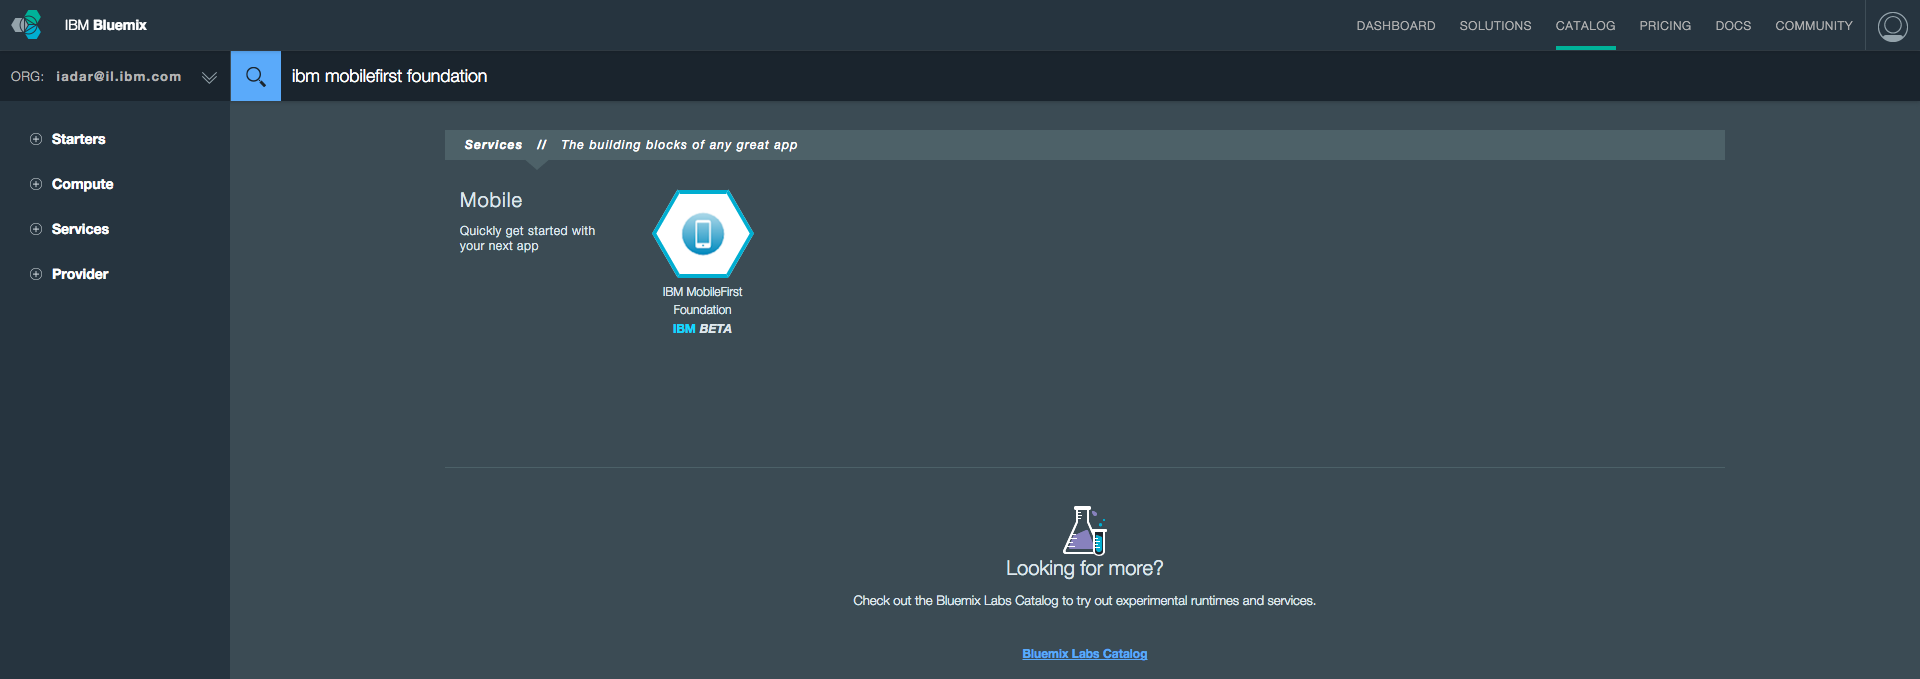 IBM Bluemix
DASHBOARD SOLUTIONS CATALOG PRICING DOCS COMMUNITY
ORG: iadar@il.ibm.com
ibm mobilefirst foundation
Starters
Compute
Services
Provider
Services // The building blocks of any great app
Mobile
Quickly get started with
your next app
IBM MobileFirst
Foundation
IBM BETA
Looking for more?
Check out the Bluemix Labs Catalog to try out experimental runtimes and services.
Bluemix Labs Catalog